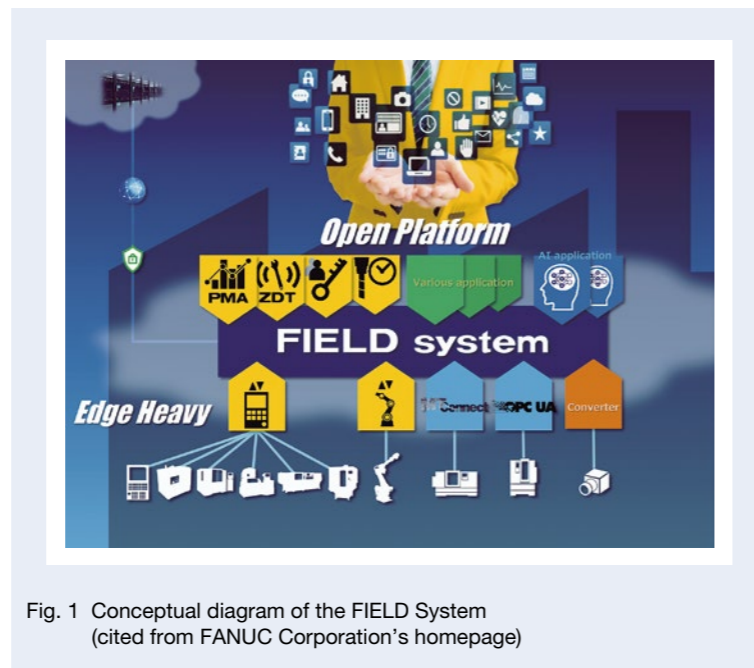 Open Platform
AI application
PMA
ZDT
Various application
FIELD system
Edge Heavy
OPC UA
Converter
Fig. 1 Conceptual diagram of the FIELD System
(cited from FANUC Corporation's homepage)